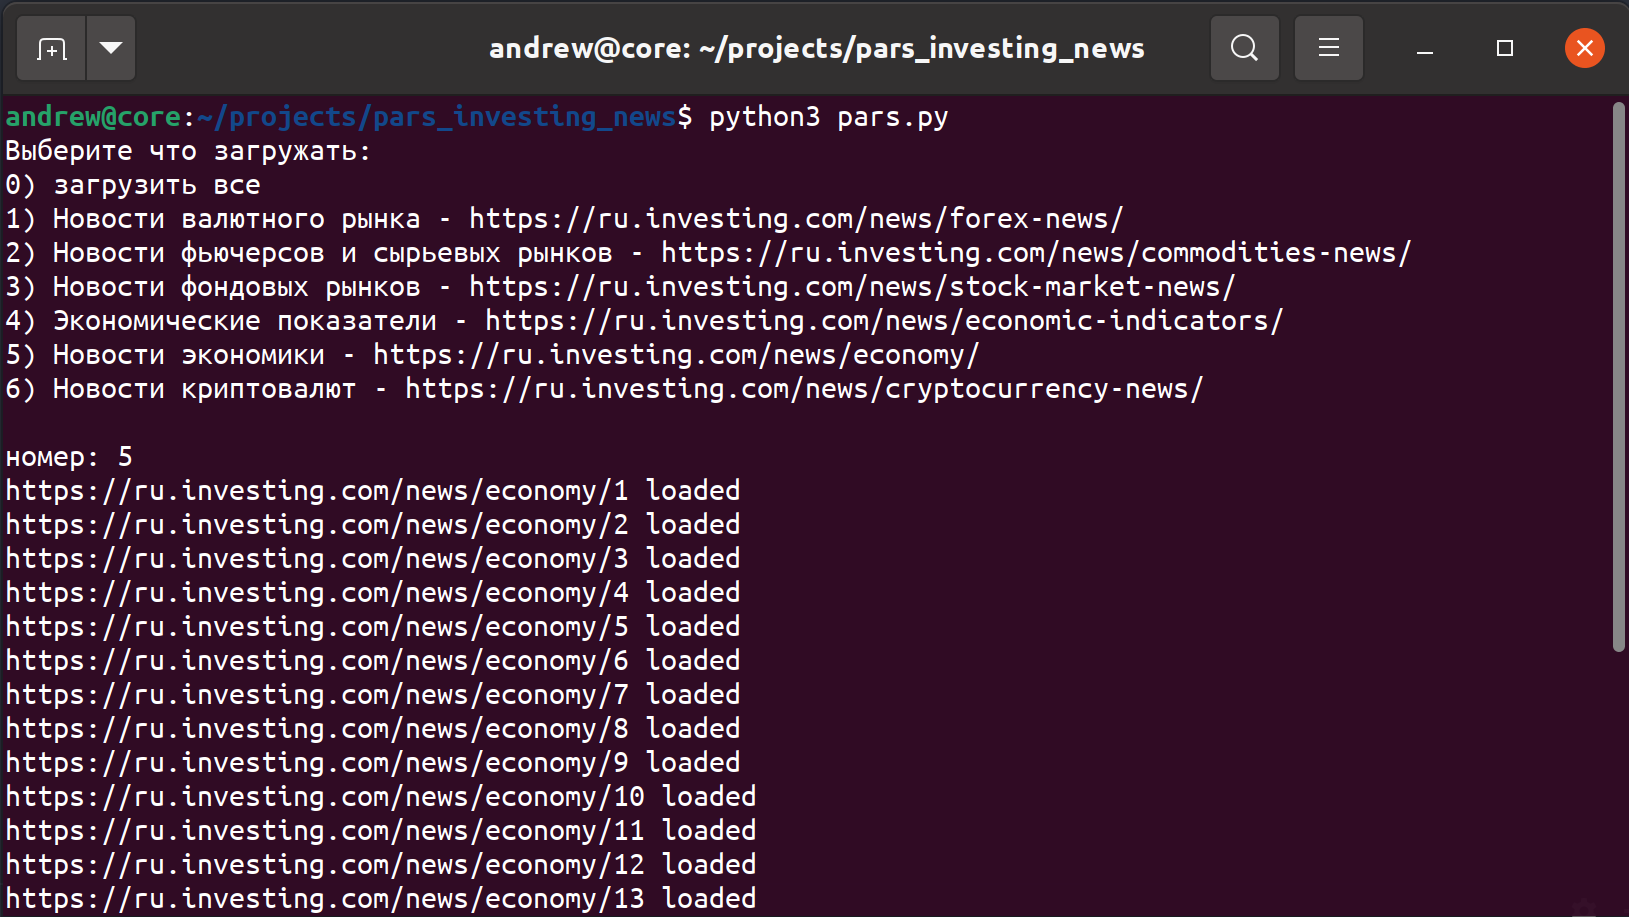 andrew@core: ~/projects/pars_investing_news
andrew@core:~/projects/pars_investing_news$ python3 pars.py
Выберите что загружать:
0) загрузить все
1) Новости валютного рынка - https://ru.investing.com/news/forex-news/
2) Новости фьючерсов и сырьевых рынков - https://ru.investing.com/news/commodities-news/
3) Новости фондовых рынков - https://ru.investing.com/news/stock-market-news/
4) Экономические показатели - https://ru.investing.com/news/economic-indicators/
5) Новости экономики - https://ru.investing.com/news/economy/
6) Новости криптовалют - https://ru.investing.com/news/cryptocurrency-news/
номер: 5
https://ru.investing.com/news/economy/1 loaded
https://ru.investing.com/news/economy/2 loaded
https://ru.investing.com/news/economy/3 loaded
https://ru.investing.com/news/economy/4 loaded
https://ru.investing.com/news/economy/5 loaded
https://ru.investing.com/news/economy/6 loaded
https://ru.investing.com/news/economy/7 loaded
https://ru.investing.com/news/economy/8 loaded
https://ru.investing.com/news/economy/9 loaded
https://ru.investing.com/news/economy/10 loaded
https://ru.investing.com/news/economy/11 loaded
https://ru.investing.com/news/economy/12 loaded
https://ru.investing.com/news/economy/13 loaded